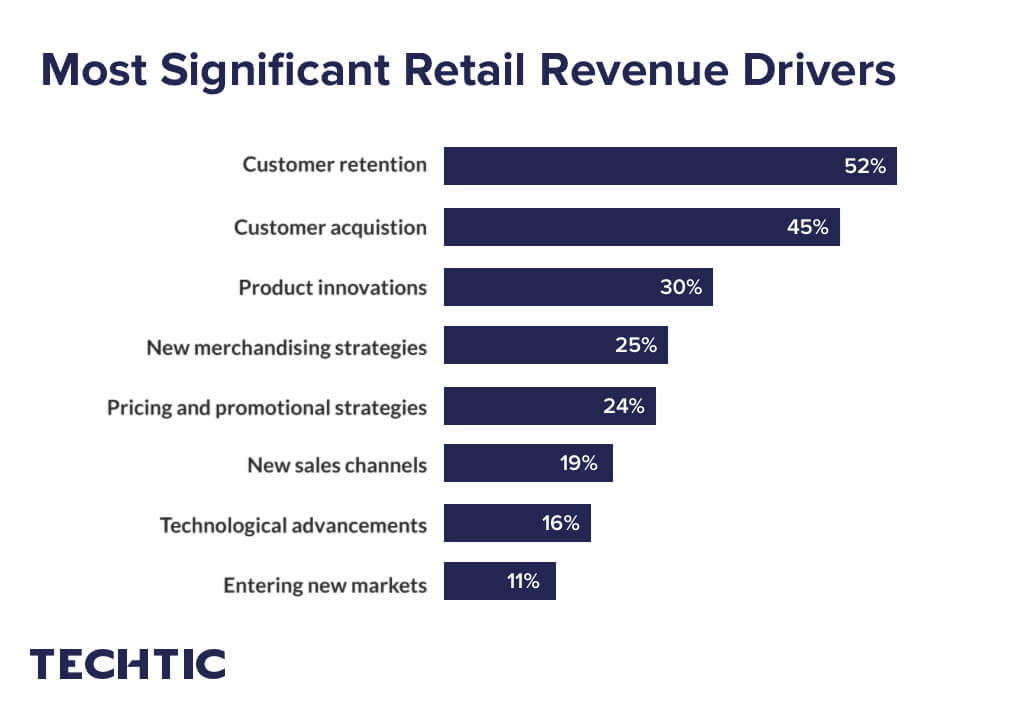 Most Significant Retail Revenue Drivers
Customer retention 52%
Customer acquistion 45%
Product innovations 30%
New merchandising strategies 25%
Pricing and promotional strategies 24%
New sales channels 19%
Technological advancements 16%
Entering new markets 11%
TECHTIC